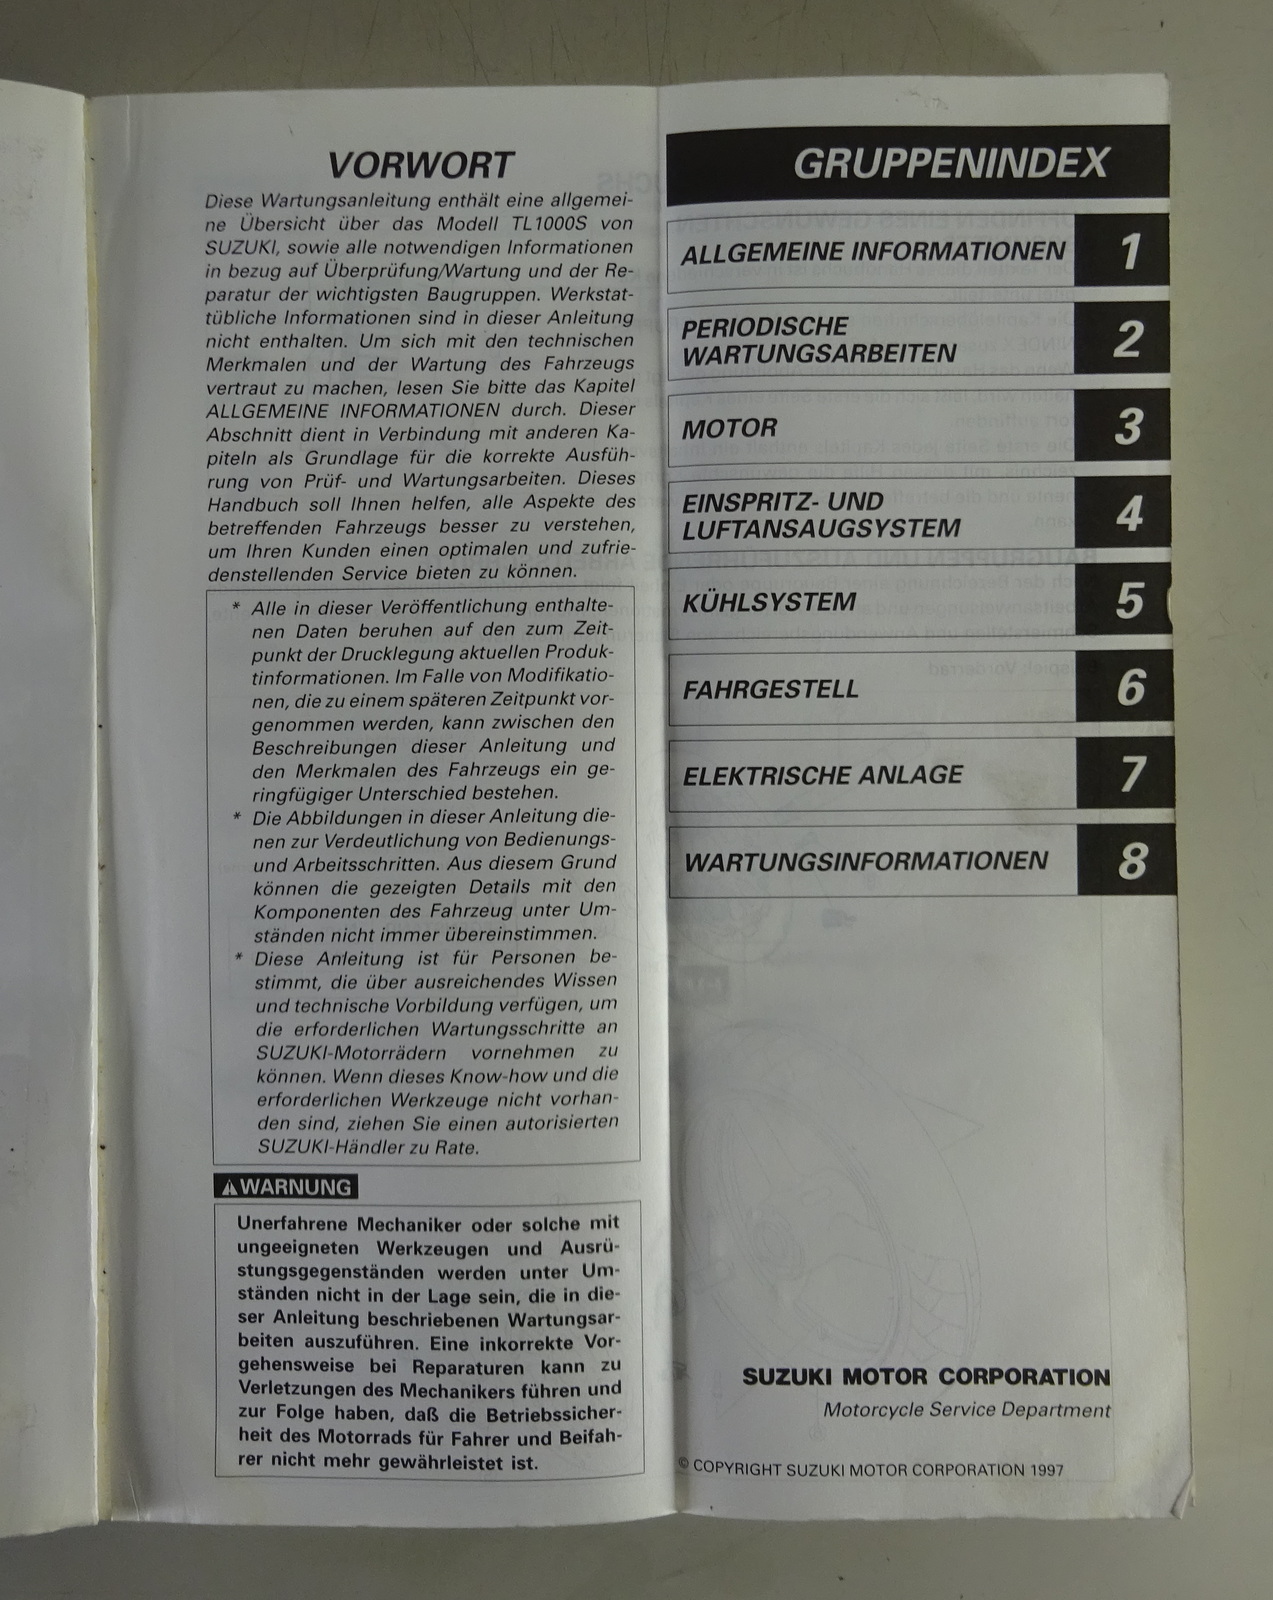 VORWORT
Diese Wartungsanleitung enthält eine allgemei-
ne Übersicht über das Modell TL1000S von
SUZUKI, sowie alle notwendigen Informationen
in bezug auf Überprüfung/Wartung und der Re-
paratur der wichtigsten Baugruppen. Werkstat-
tübliche Informationen sind in dieser Anleitung
nicht enthalten. Um sich mit den technischen
Merkmalen und der Wartung des Fahrzeugs
vertraut zu machen, lesen Sie bitte das Kapitel
ALLGEMEINE INFORMATIONEN durch. Dieser
Abschnitt dient in Verbindung mit anderen Ka-
piteln als Grundlage für die korrekte Ausfüh-
rung von Prüf- und Wartungsarbeiten. Dieses
Handbuch soll Ihnen helfen, alle Aspekte des
betreffenden Fahrzeugs besser zu verstehen,
um Ihren Kunden einen optimalen und zufrie-
denstellenden Service bieten zu können.
* Alle in dieser Veröffentlichung enthalte-
nen Daten beruhen auf den zum Zeit-
punkt der Drucklegung aktuellen Produk-
tinformationen. Im Falle von Modifikatio-
nen, die zu einem späteren Zeitpunkt vor-
genommen werden, kann zwischen den
Beschreibungen dieser Anleitung und
den Merkmalen des Fahrzeugs ein ge-
ringfügiger Unterschied bestehen.
* Die Abbildungen in dieser Anleitung die-
nen zur Verdeutlichung von Bedienungs-
und Arbeitsschritten. Aus diesem Grund
können die gezeigten Details mit den
Komponenten des Fahrzeug unter Um-
ständen nicht immer übereinstimmen.
* Diese Anleitung ist für Personen be-
stimmt, die über ausreichendes Wissen
und technische Vorbildung verfügen, um
die erforderlichen Wartungsschritte an
SUZUKI-Motorrädern vornehmen zu
können. Wenn dieses Know-how und die
erforderlichen Werkzeuge nicht vorhan-
den sind, ziehen Sie einen autorisierten
SUZUKI-Händler zu Rate.
⚠WARNUNG
Unerfahrene Mechaniker oder solche mit
ungeeigneten Werkzeugen und Ausrü-
stungsgegenständen werden unter Um-
ständen nicht in der Lage sein, die in die-
ser Anleitung beschriebenen Wartungsar-
beiten auszuführen. Eine inkorrekte Vor-
gehensweise bei Reparaturen kann zu
Verletzungen des Mechanikers führen und
zur Folge haben, daß die Betriebssicher-
heit des Motorrads für Fahrer und Beifah-
rer nicht mehr gewährleistet ist.
GRUPPENINDEX
ALLGEMEINE INFORMATIONEN 1
PERIODISCHE
WARTUNGSARBEITEN 2
MOTOR 3
EINSPRITZ- UND
LUFTANSAUGSYSTEM 4
KÜHLSYSTEM 5
FAHRGESTELL 6
ELEKTRISCHE ANLAGE 7
WARTUNGSINFORMATIONEN 8
SUZUKI MOTOR CORPORATION
Motorcycle Service Department
© COPYRIGHT SUZUKI MOTOR CORPORATION 1997